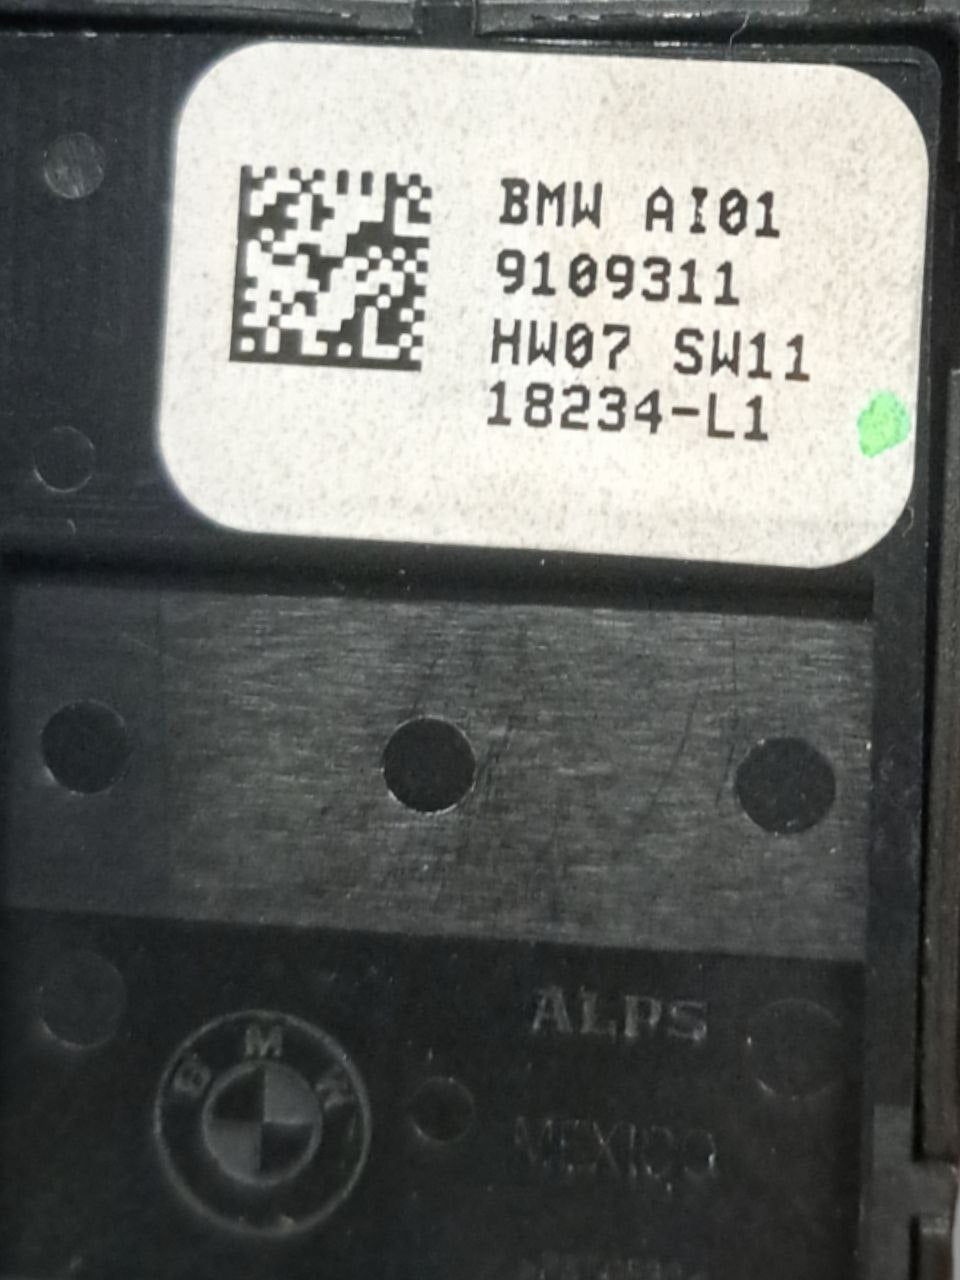 BMW AI01
9109311
HW07 SW11
18234-L1
ALPS
BMW
MEXICO